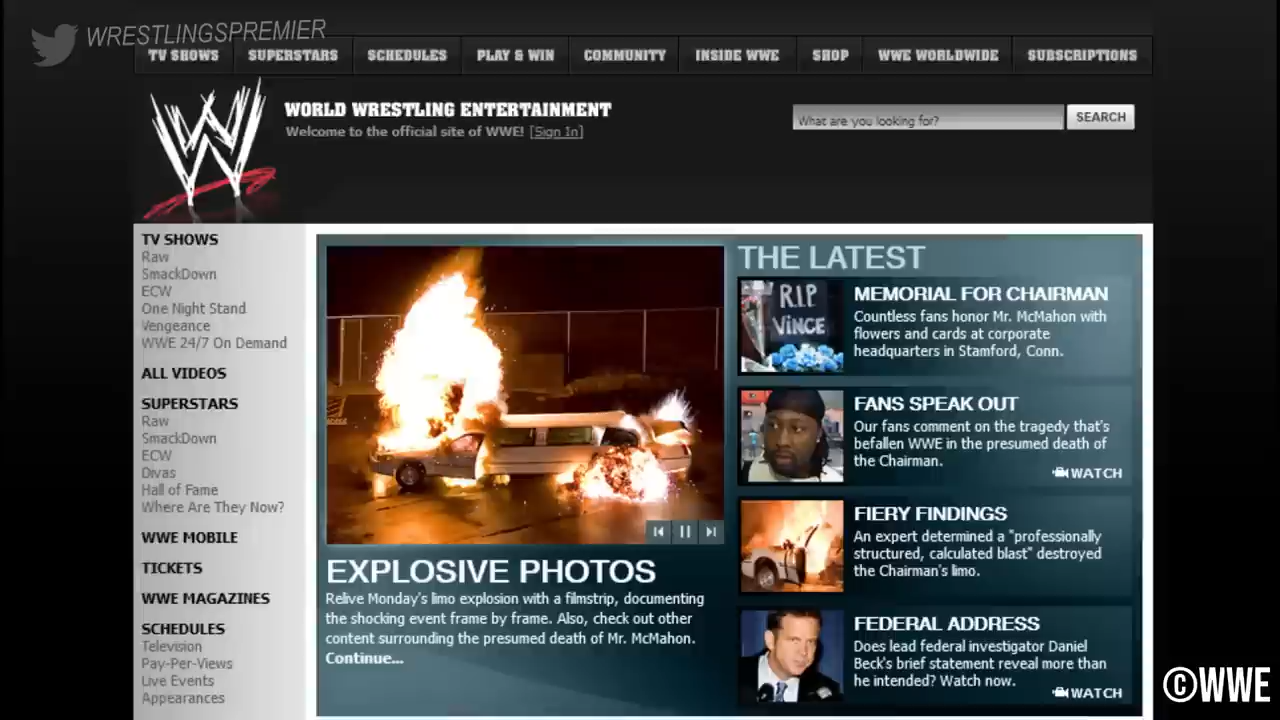 WRESTLINGSPREMIER
TV SHOWS SUPERSTARS SCHEDULES PLAY & WIN COMMUNITY INSIDE WWE SHOP WWE WORLDWIDE SUBSCRIPTIONS
WORLD WRESTLING ENTERTAINMENT
Welcome to the official site of WWE! [Sign In]
What are you looking for?
SEARCH
TV SHOWS
Raw
SmackDown
ECW
One Night Stand
Vengeance
WWE 24/7 On Demand
ALL VIDEOS
SUPERSTARS
Raw
SmackDown
ECW
Divas
Hall of Fame
Where Are They Now?
WWE MOBILE
TICKETS
WWE MAGAZINES
SCHEDULES
Television
Pay-Per-Views
Live Events
Appearances
EXPLOSIVE PHOTOS
Relive Monday's limo explosion with a filmstrip, documenting
the shocking event frame by frame. Also, check out other
content surrounding the presumed death of Mr. McMahon.
Continue...
THE LATEST
R.I.P
VINCE
MEMORIAL FOR CHAIRMAN
Countless fans honor Mr. McMahon with
flowers and cards at corporate
headquarters in Stamford, Conn.
FANS SPEAK OUT
Our fans comment on the tragedy that's
befallen WWE in the presumed death of
the Chairman.
WATCH
FIERY FINDINGS
An expert determined a "professionally
structured, calculated blast" destroyed
the Chairman's limo.
FEDERAL ADDRESS
Does lead federal investigator Daniel
Beck's brief statement reveal more than
he intended? Watch now.
WATCH
©WWE